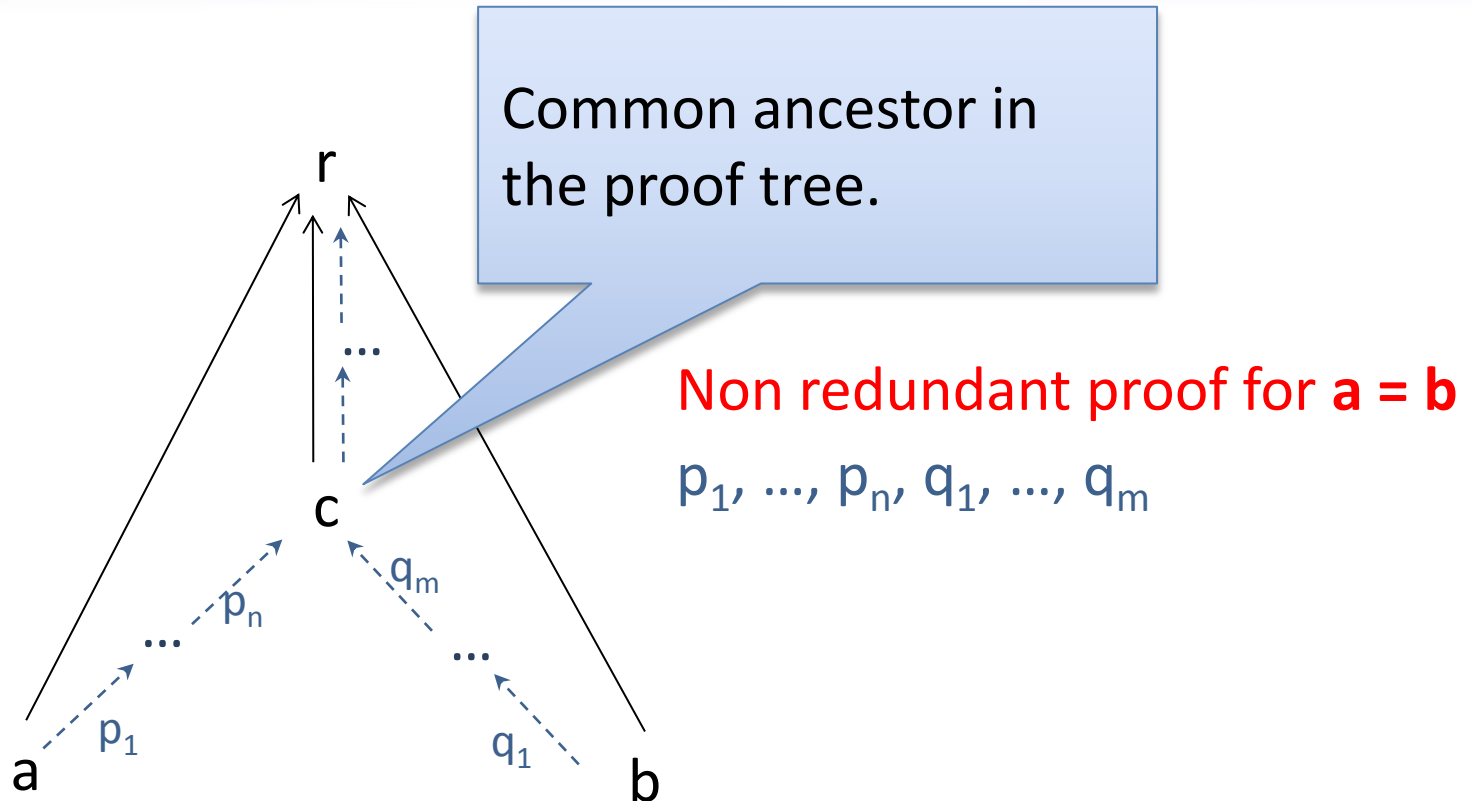 Common ancestor in
the proof tree.
r
...
Non redundant proof for a = b
p₁, ..., pₙ, q₁, ..., qₘ
c
qₘ
pₙ
...
...
p₁
q₁
a
b